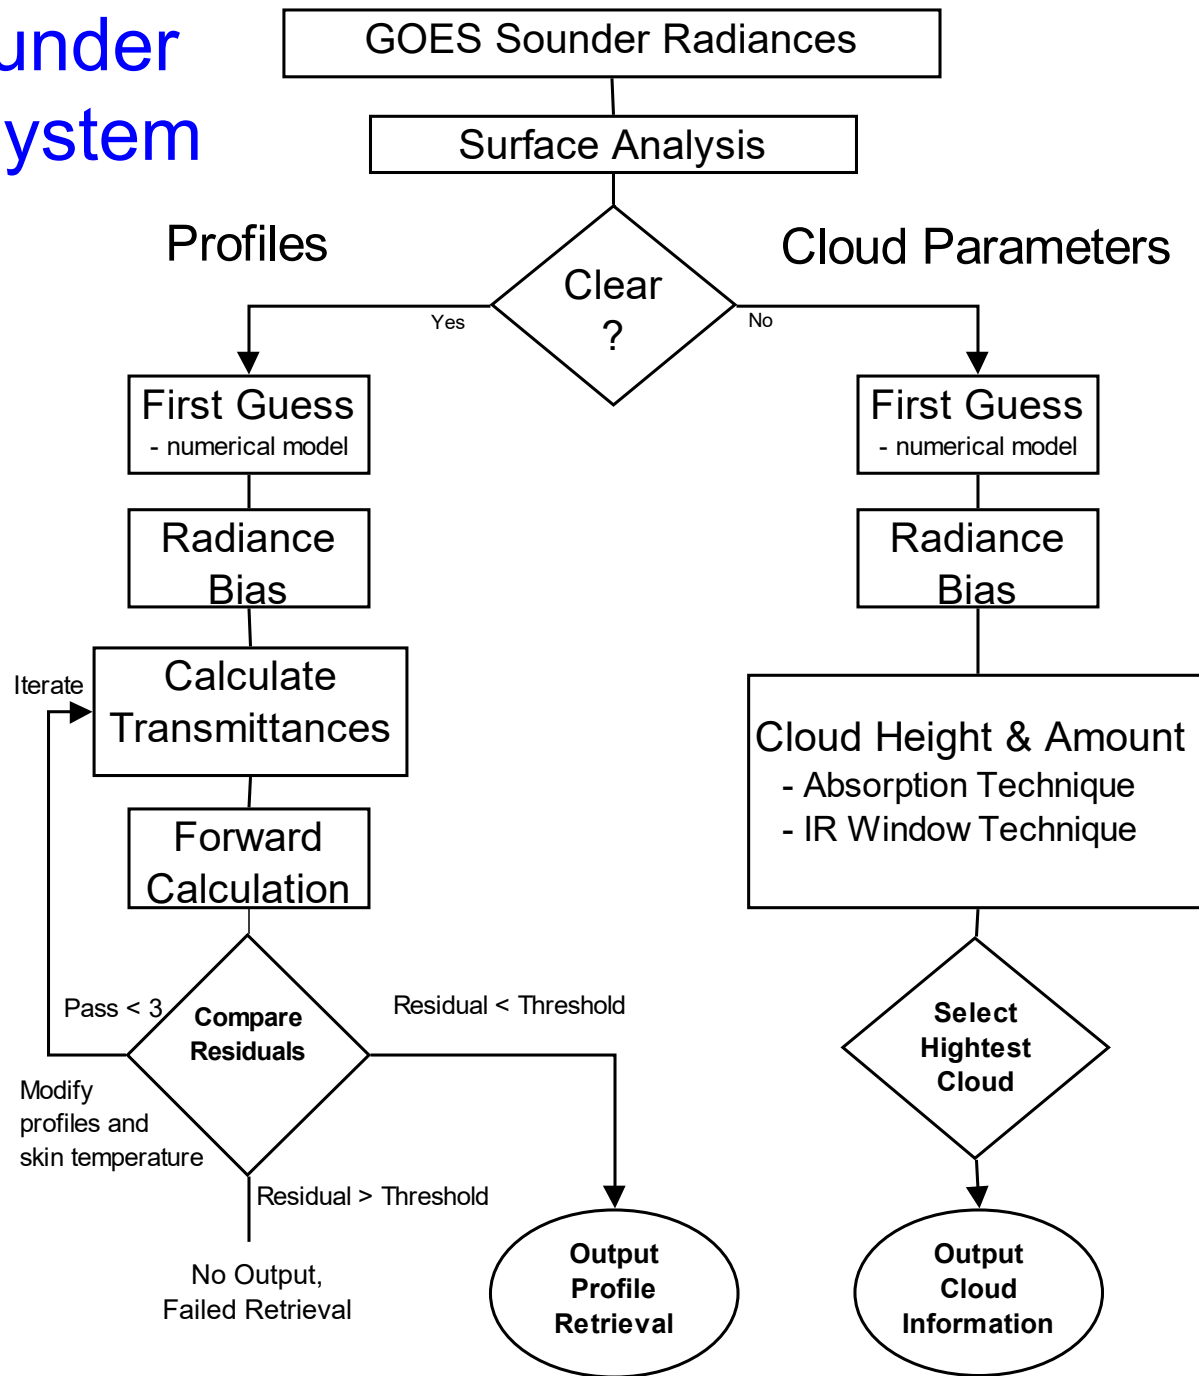 under
ystem
GOES Sounder Radiances
Surface Analysis
Profiles
Cloud Parameters
Clear
?
Yes
No
First Guess
- numerical model
First Guess
- numerical model
Radiance
Bias
Radiance
Bias
Iterate
Calculate
Transmittances
Cloud Height & Amount
- Absorption Technique
- IR Window Technique
Forward
Calculation
Pass < 3
Compare
Residuals
Residual < Threshold
Select
Hightest
Cloud
Modify
profiles and
skin temperature
Residual > Threshold
No Output,
Failed Retrieval
Output
Profile
Retrieval
Output
Cloud
Information